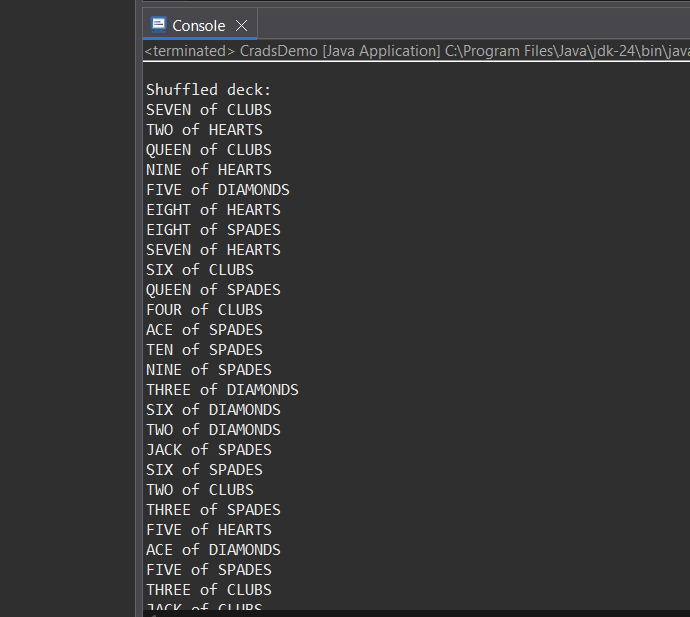 Console
<terminated> CradsDemo [Java Application] C:\Program Files\Java\jdk-24\bin\java
Shuffled deck:
SEVEN of CLUBS
TWO of HEARTS
QUEEN of CLUBS
NINE of HEARTS
FIVE of DIAMONDS
EIGHT of HEARTS
EIGHT of SPADES
SEVEN of HEARTS
SIX of CLUBS
QUEEN of SPADES
FOUR of CLUBS
ACE of SPADES
TEN of SPADES
NINE of SPADES
THREE of DIAMONDS
SIX of DIAMONDS
TWO of DIAMONDS
JACK of SPADES
SIX of SPADES
TWO of CLUBS
THREE of SPADES
FIVE of HEARTS
ACE of DIAMONDS
FIVE of SPADES
THREE of CLUBS
JACK of CLUBS